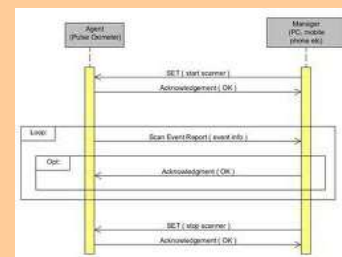 Agent
(Pulse Oximeter)
Manager
(PC, mobile
phone etc)
SET ( start scanner )
Acknowledgement ( OK )
Loop:
Scan Event Report ( event info )
Opt:
Acknowledgment ( OK )
SET ( stop scanner )
Acknowledgement ( OK )